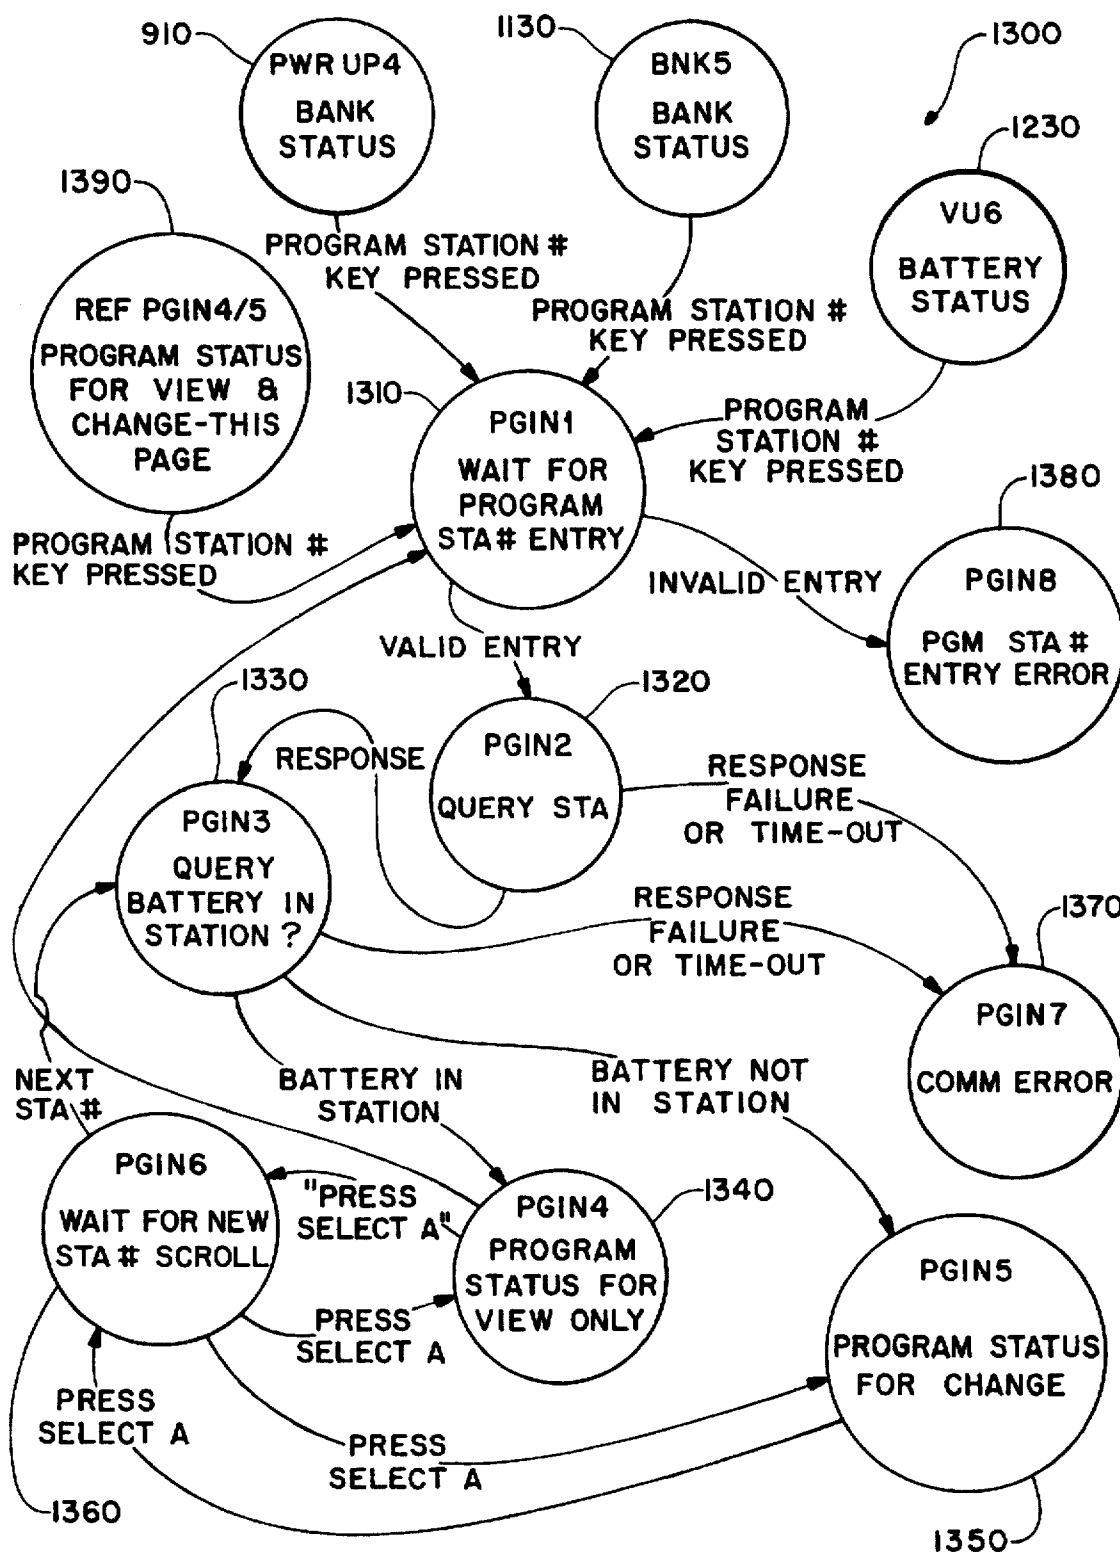 910
PWR UP4
BANK
STATUS
1130
BNK5
BANK
STATUS
1300
1230
VU6
BATTERY
STATUS
1390
REF PGIN4/5
PROGRAM STATUS
FOR VIEW &
CHANGE-THIS
PAGE
PROGRAM STATION #
KEY PRESSED
PROGRAM STATION #
KEY PRESSED
PROGRAM
STATION #
KEY PRESSED
1310
PGIN1
WAIT FOR
PROGRAM
STA# ENTRY
PROGRAM STATION #
KEY PRESSED
1380
PGIN8
PGM STA #
ENTRY ERROR
INVALID ENTRY
VALID ENTRY
1330
1320
RESPONSE
PGIN2
QUERY STA
RESPONSE
FAILURE
OR TIME-OUT
PGIN3
QUERY
BATTERY IN
STATION ?
RESPONSE
FAILURE
OR TIME-OUT
1370
PGIN7
COMM ERROR
NEXT
STA #
BATTERY IN
STATION
BATTERY NOT
IN STATION
PGIN6
WAIT FOR NEW
STA # SCROLL
"PRESS
SELECT A"
1340
PGIN4
PROGRAM
STATUS FOR
VIEW ONLY
PRESS
SELECT A
PGIN5
PROGRAM STATUS
FOR CHANGE
PRESS
SELECT A
PRESS
SELECT A
1360
1350